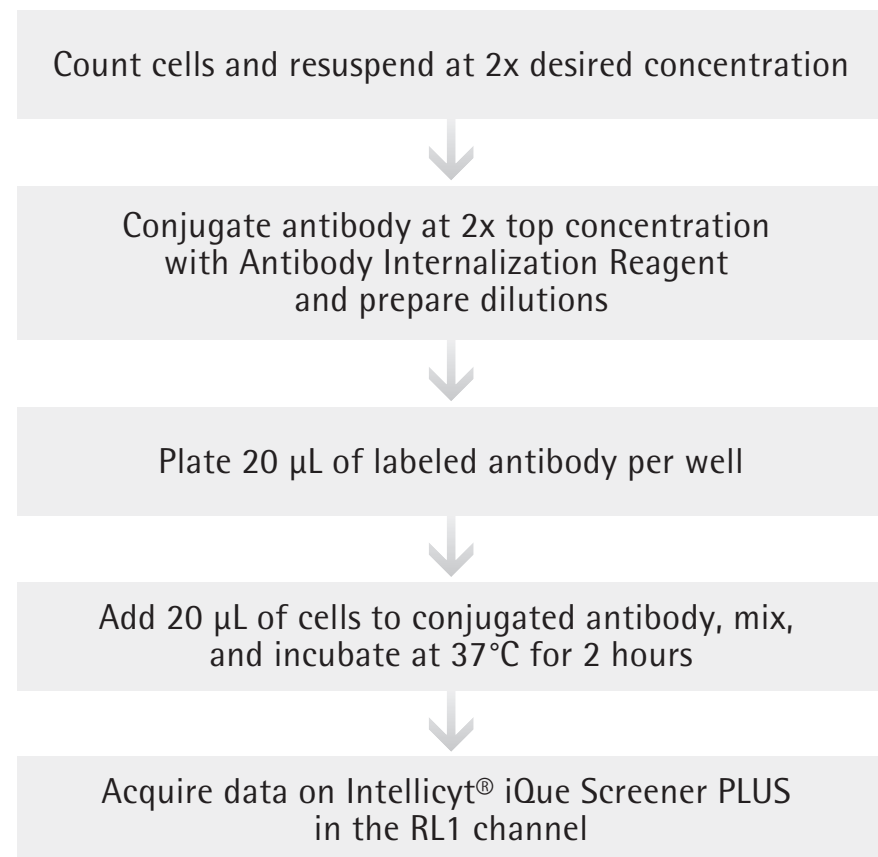 Count cells and resuspend at 2x desired concentration
Conjugate antibody at 2x top concentration
with Antibody Internalization Reagent
and prepare dilutions
Plate 20 µL of labeled antibody per well
Add 20 µL of cells to conjugated antibody, mix,
and incubate at 37°C for 2 hours
Acquire data on Intellicyt® iQue Screener PLUS
in the RL1 channel